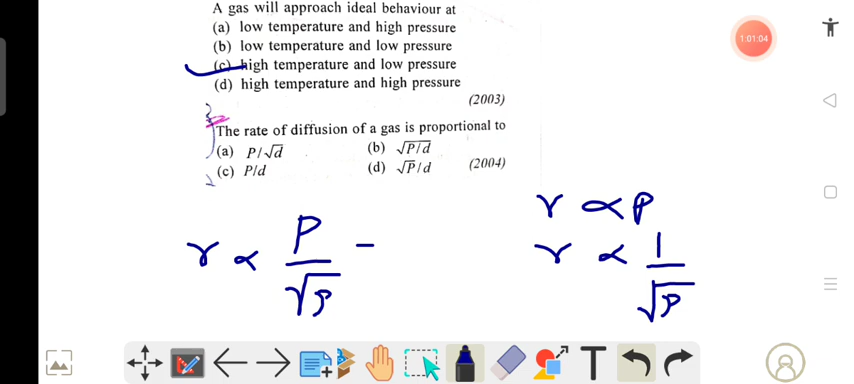 A gas will approach ideal behaviour at
(a) low temperature and high pressure
(b) low temperature and low pressure
(c) high temperature and low pressure
(d) high temperature and high pressure
(2003)
The rate of diffusion of a gas is proportional to
(a) P/√d (b) √P/d
(c) P/d (d) √P/d (2004)
r ∝ P
r ∝ P/√ρ –
r ∝ 1/√ρ
1:01:04
T